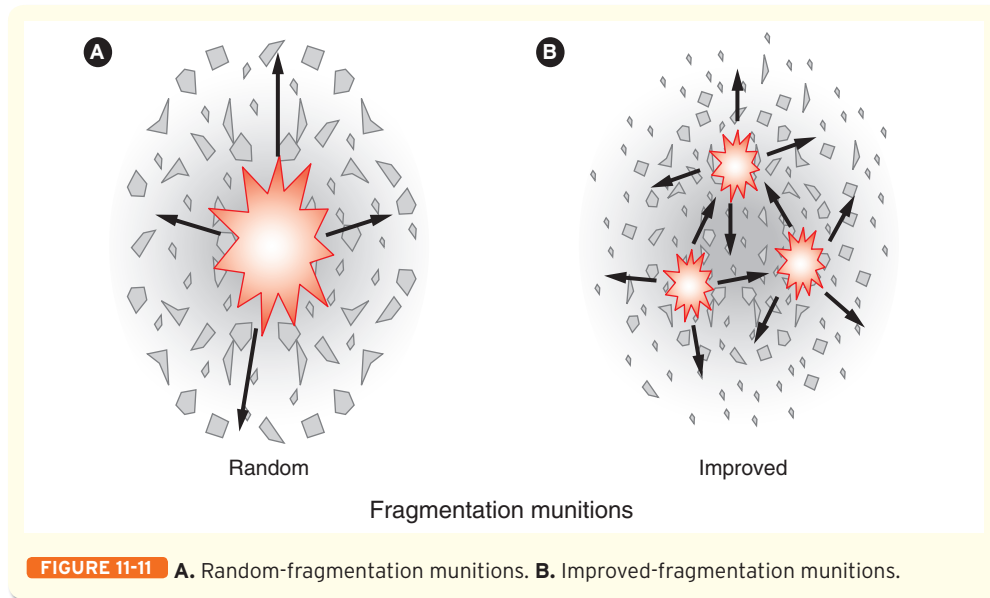 A
B
Random
Improved
Fragmentation munitions
FIGURE 11-11 A. Random-fragmentation munitions. B. Improved-fragmentation munitions.